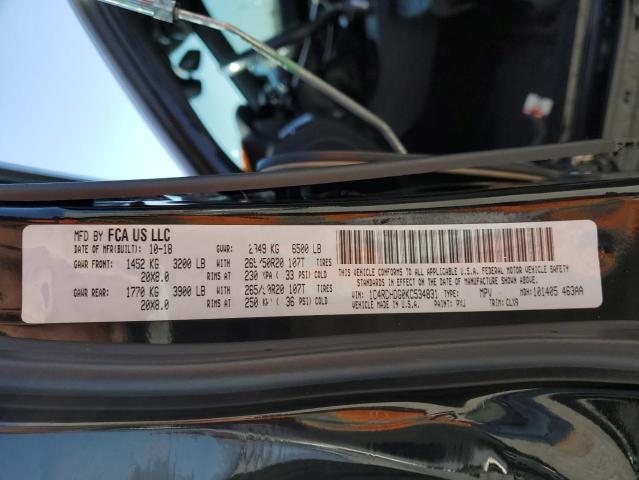 MFD BY FCA US LLC
DATE OF MFR(BUILT): 10-18 GVWR: 2949 KG 6500 LB
GAWR FRONT: 1452 KG 3200 LB WITH 265/50R20 107T TIRES
20X8.0 RIMS AT 230 KPA ( 33 PSI) COLD
GAWR REAR: 1770 KG 3900 LB WITH 265/50R20 107T TIRES
20X8.0 RIMS AT 250 KPA ( 36 PSI) COLD
THIS VEHICLE CONFORMS TO ALL APPLICABLE U.S.A. FEDERAL MOTOR VEHICLE SAFETY
STANDARDS IN EFFECT ON THE DATE OF MANUFACTURE SHOWN ABOVE.
VIN: 1C4RDHDG0KC534831 TYPE: MPV MDH:101405 463AA
VEHICLE MADE IN U.S.A. PAINT: PXJ TRIM: CLX9